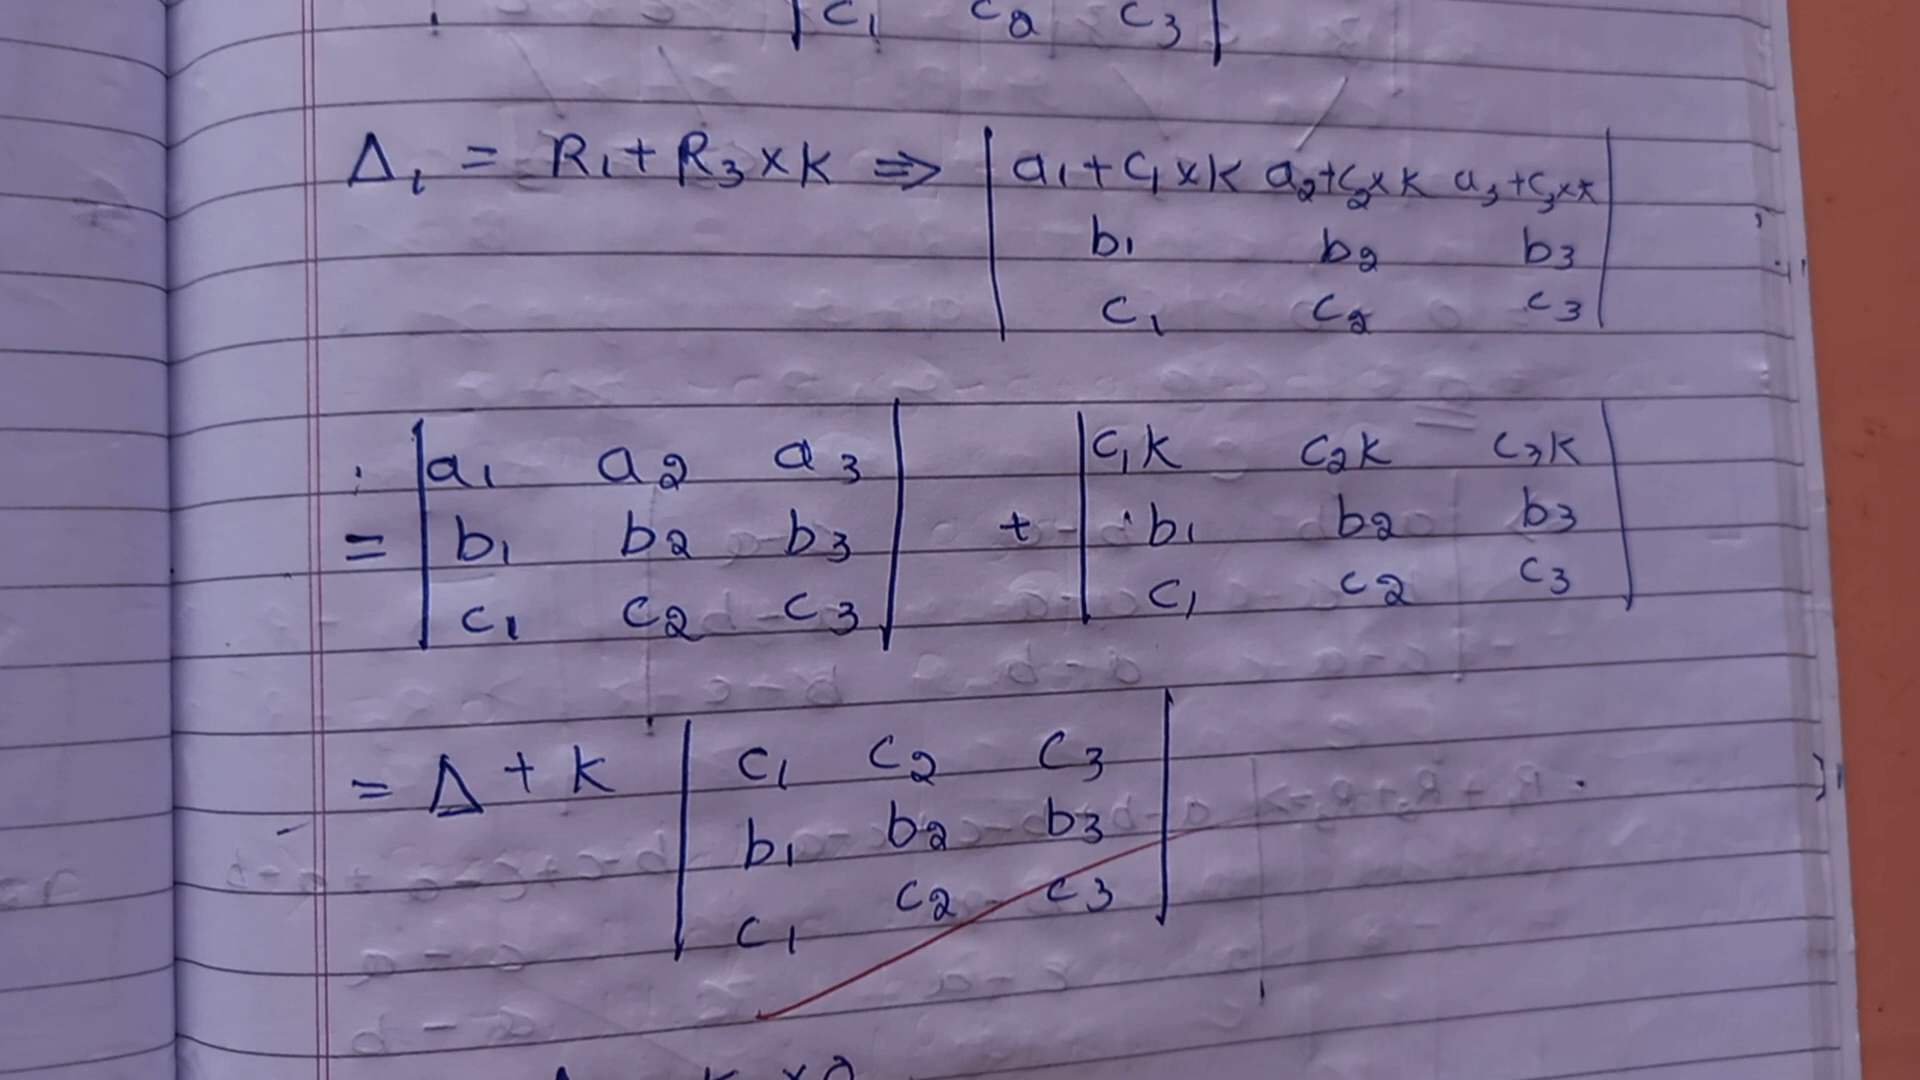 | c₁ c₂ c₃ |
Δ₁ = R₁ + R₃ × k ⇒ | a₁ + c₁ × k a₂ + c₂ × k a₃ + c₃ × k |
| b₁ b₂ b₃ |
| c₁ c₂ c₃ |
| a₁ a₂ a₃ | | c₁k c₂k c₃k |
= | b₁ b₂ b₃ | + | b₁ b₂ b₃ |
| c₁ c₂ c₃ | | c₁ c₂ c₃ |
= Δ + k | c₁ c₂ c₃ |
| b₁ b₂ b₃ |
| c₁ c₂ c₃ |